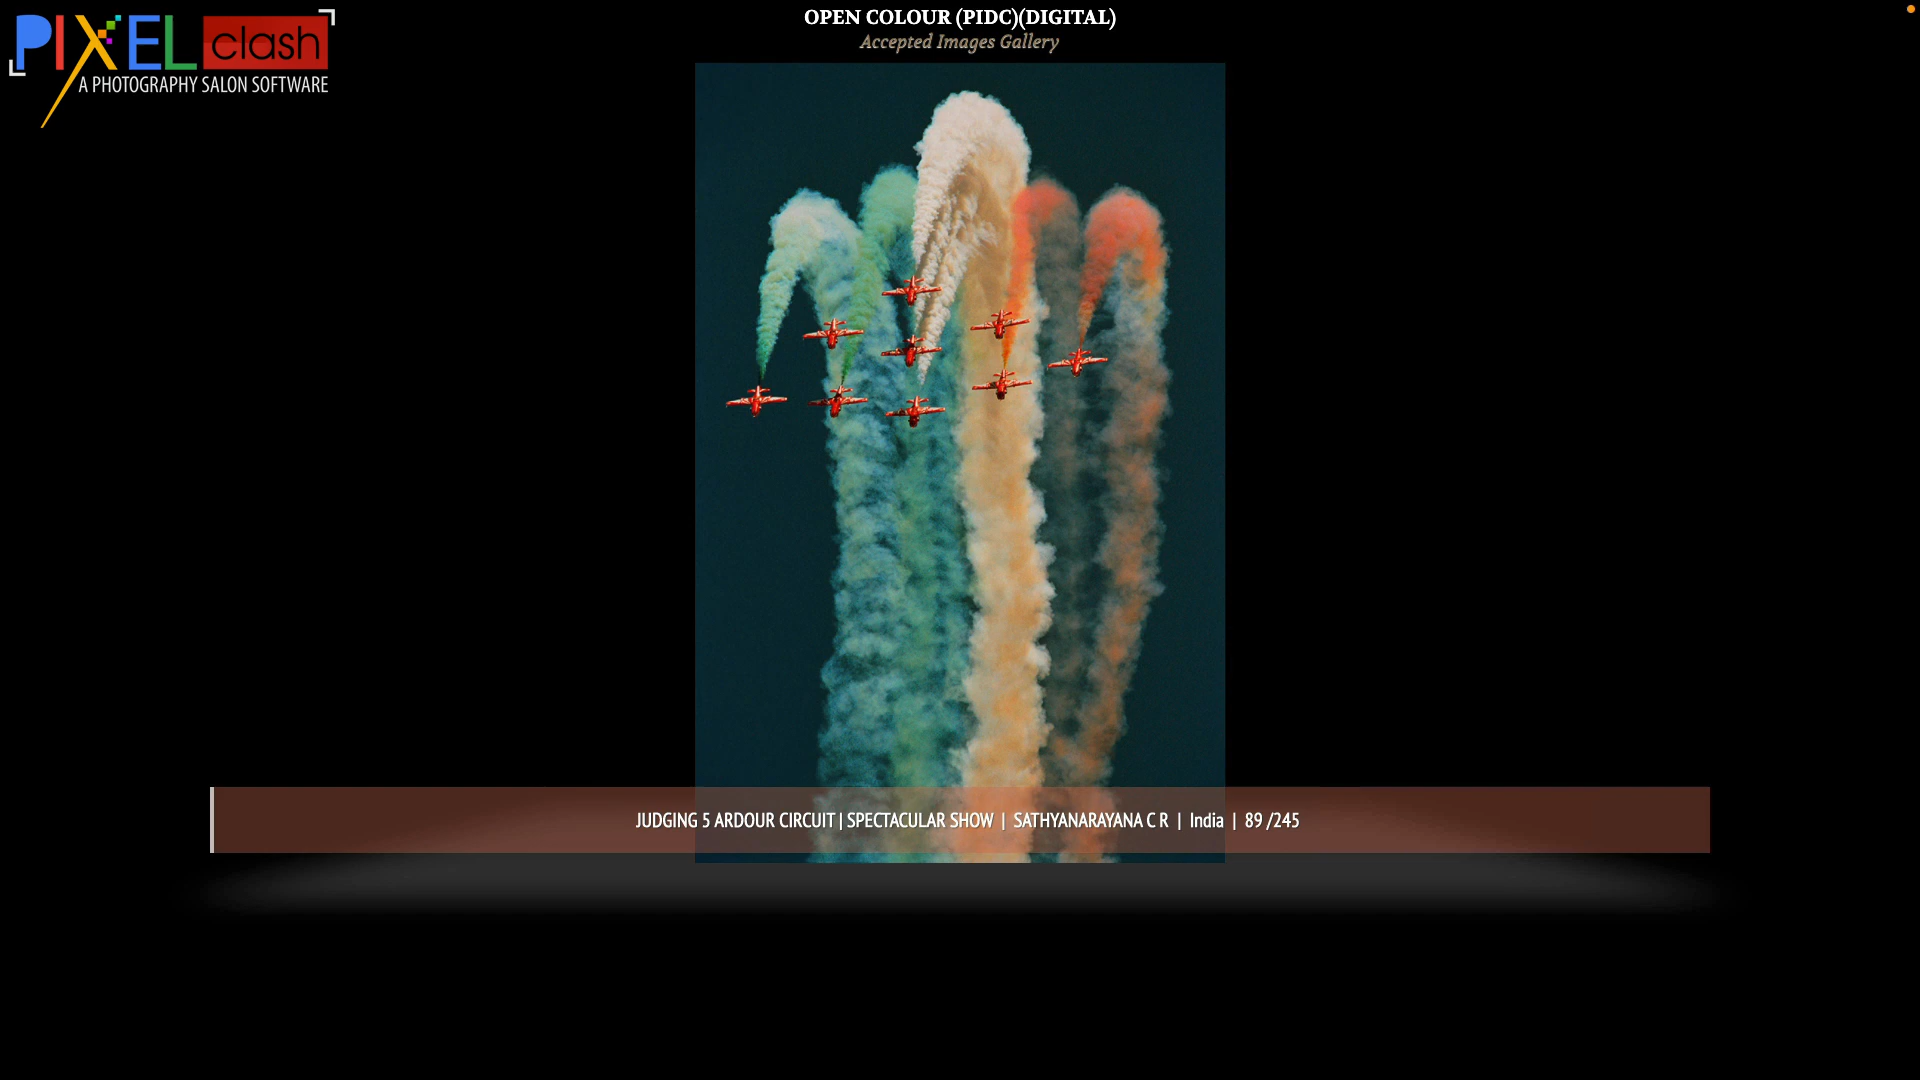 PIXEL clash
A PHOTOGRAPHY SALON SOFTWARE
OPEN COLOUR (PIDC)(DIGITAL)
Accepted Images Gallery
JUDGING 5 ARDOUR CIRCUIT | SPECTACULAR SHOW | SATHYANARAYANA C R | India | 89 /245